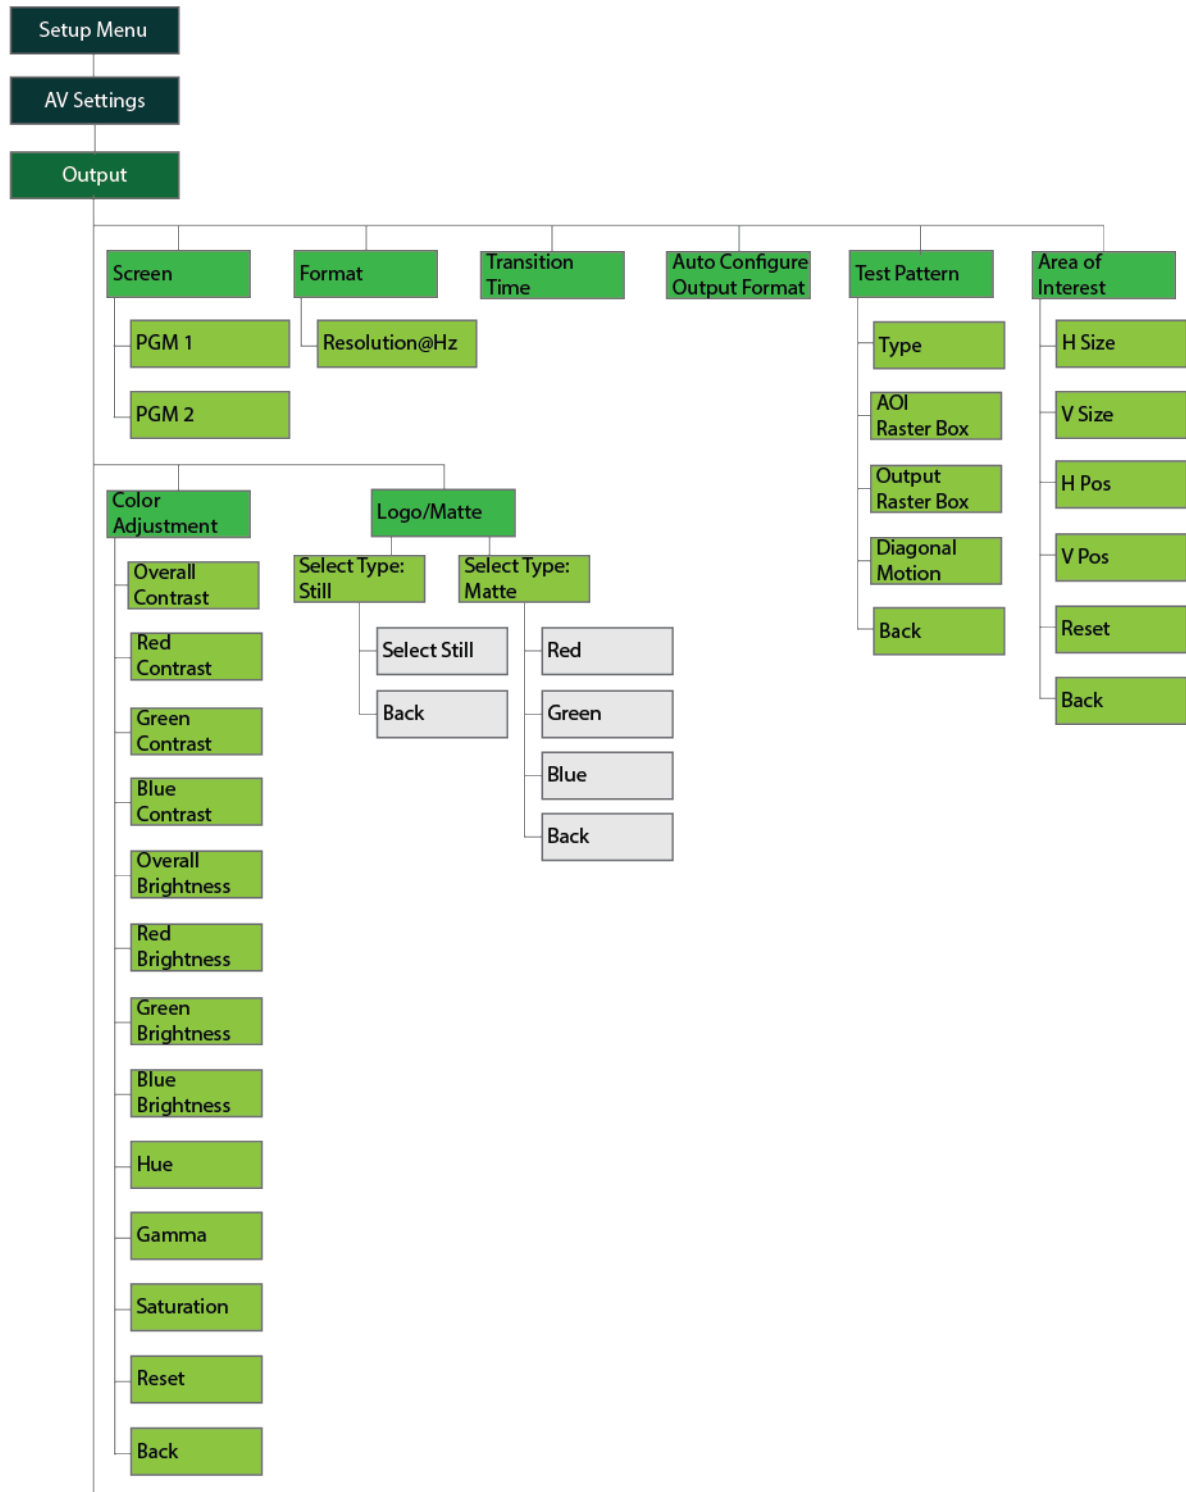 Setup Menu
AV Settings
Output
Screen
PGM 1
PGM 2
Format
Resolution@Hz
Transition
Time
Auto Configure
Output Format
Test Pattern
Type
AOI
Raster Box
Output
Raster Box
Diagonal
Motion
Back
Area of
Interest
H Size
V Size
H Pos
V Pos
Reset
Back
Color
Adjustment
Overall
Contrast
Red
Contrast
Green
Contrast
Blue
Contrast
Overall
Brightness
Red
Brightness
Green
Brightness
Blue
Brightness
Hue
Gamma
Saturation
Reset
Back
Logo/Matte
Select Type:
Still
Select Still
Back
Select Type:
Matte
Red
Green
Blue
Back